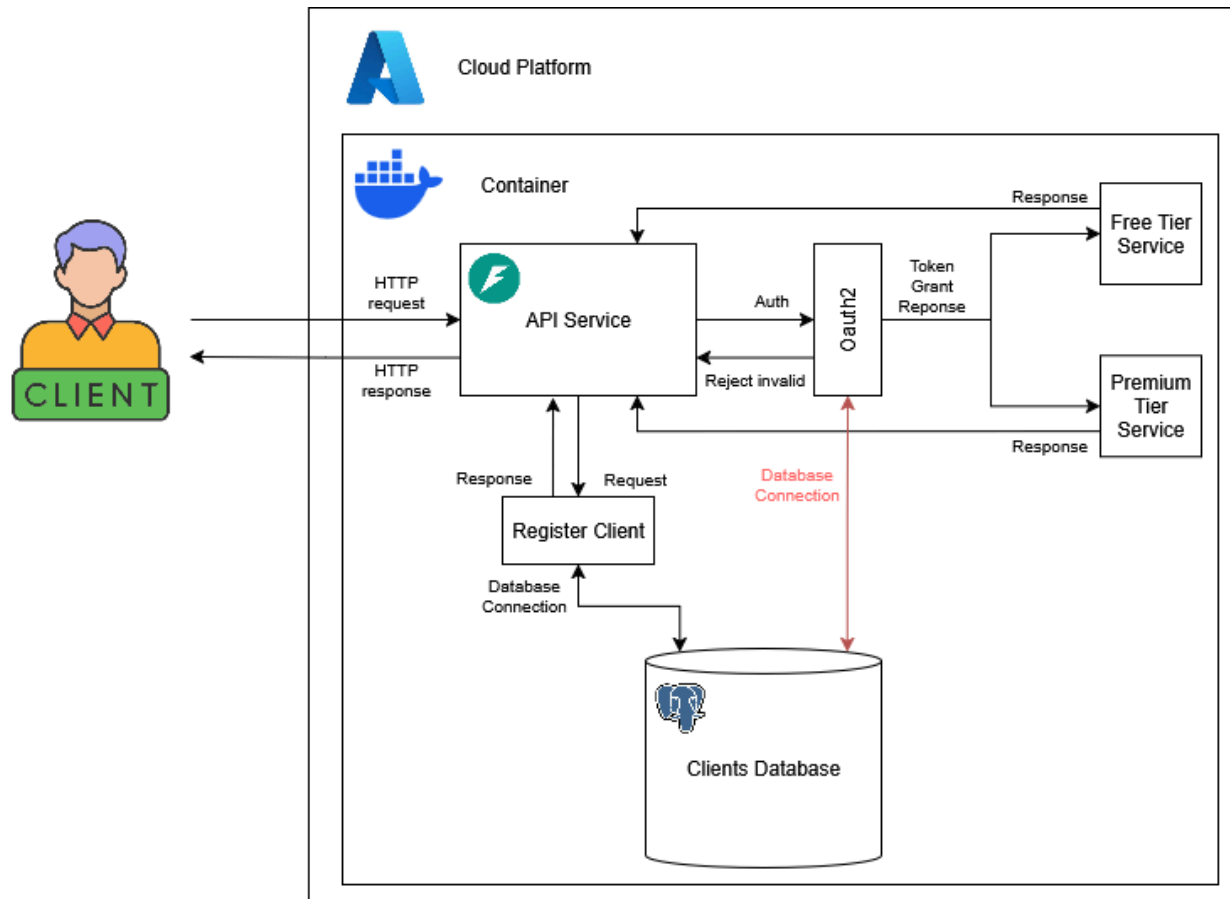 Cloud Platform
Container
Response
Free Tier
Service
HTTP
request
API Service
Auth
Oauth2
Token
Grant
Reponse
HTTP
response
Reject invalid
Premium
Tier
Service
Response
CLIENT
Response
Request
Database
Connection
Register Client
Database
Connection
Clients Database